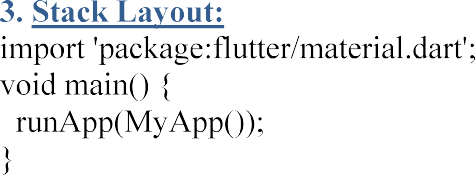 3. Stack Layout:
import 'package:flutter/material.dart';
void main() {
  runApp(MyApp());
}